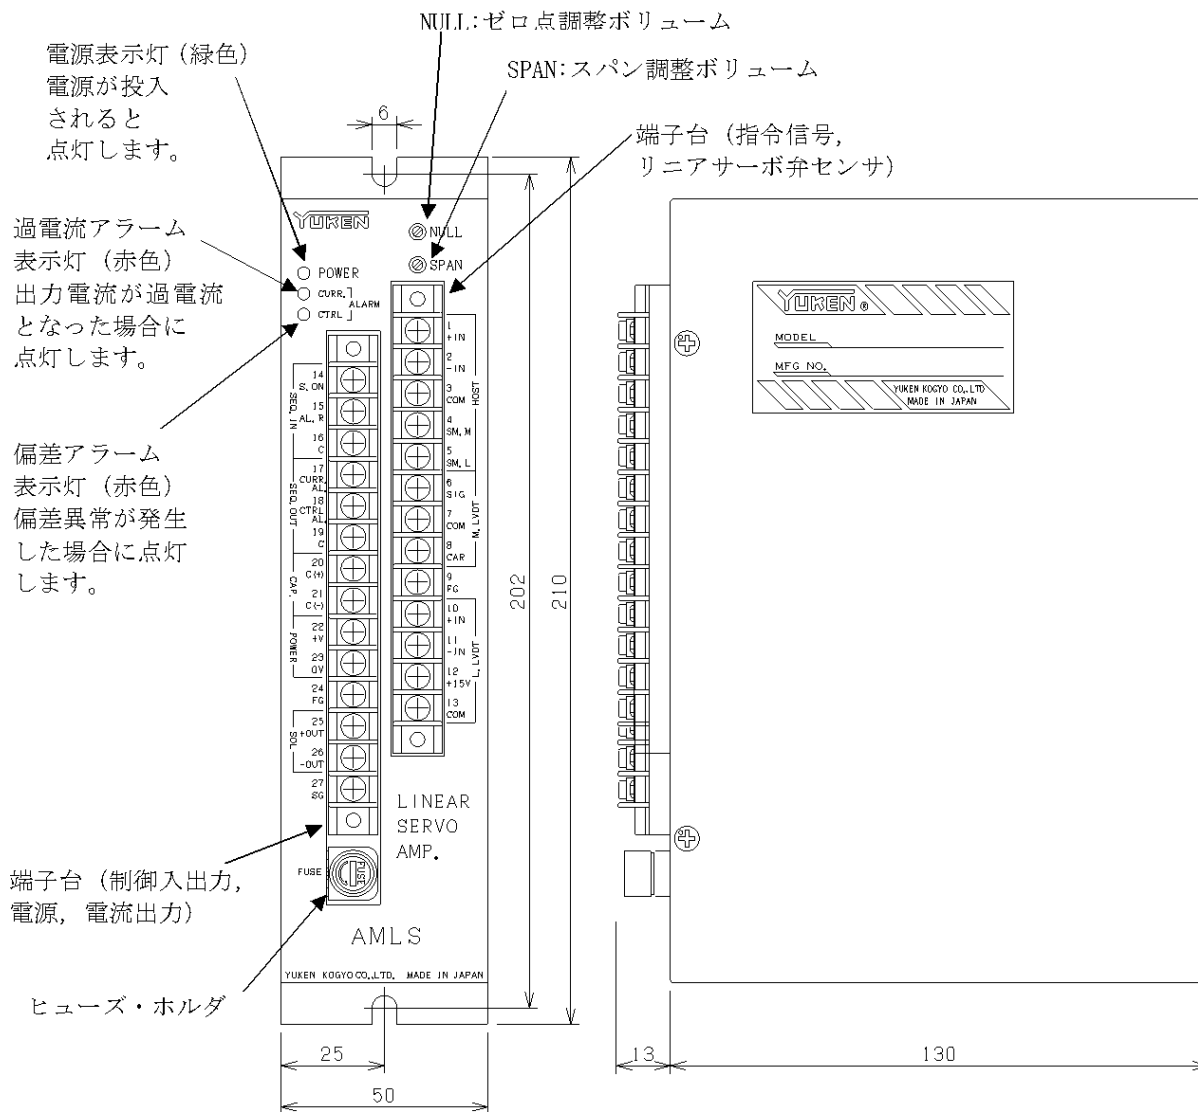 NULL:ゼロ点調整ボリューム
電源表示灯(緑色)
電源が投入
されると
点灯します。
SPAN:スパン調整ボリューム
6
端子台(指令信号,
リニアサーボ弁センサ)
過電流アラーム
表示灯(赤色)
出力電流が過電流
となった場合に
点灯します。
偏差アラーム
表示灯(赤色)
偏差異常が発生
した場合に点灯
します。
端子台(制御入出力,
電源, 電流出力)
ヒューズ・ホルダ
YUKEN
NULL
SPAN
POWER
CURR.
CTRL
ALARM
14
S.ON
15
AL.R
16
C
SEQ.IN
17
CURR.
AL.
18
CTRL
AL.
19
C
SEQ.OUT
20
C(+)
21
C(-)
CAP.
22
+V
23
0V
POWER
24
FG
25
+OUT
26
-OUT
SOL
27
SG
1
+IN
2
-IN
3
COM
4
SM.M
5
SM.L
HOST
6
SIG
7
COM
8
CAR
M.LVDT
9
FG
10
+IN
11
-IN
12
+15V
13
COM
L.LVDT
LINEAR
SERVO
AMP.
FUSE
FUSE
AMLS
YUKEN KOGYO CO.,LTD. MADE IN JAPAN
202
210
25
50
YUKEN ®
MODEL
MFG NO.
YUKEN KOGYO CO.,LTD
MADE IN JAPAN
13
130